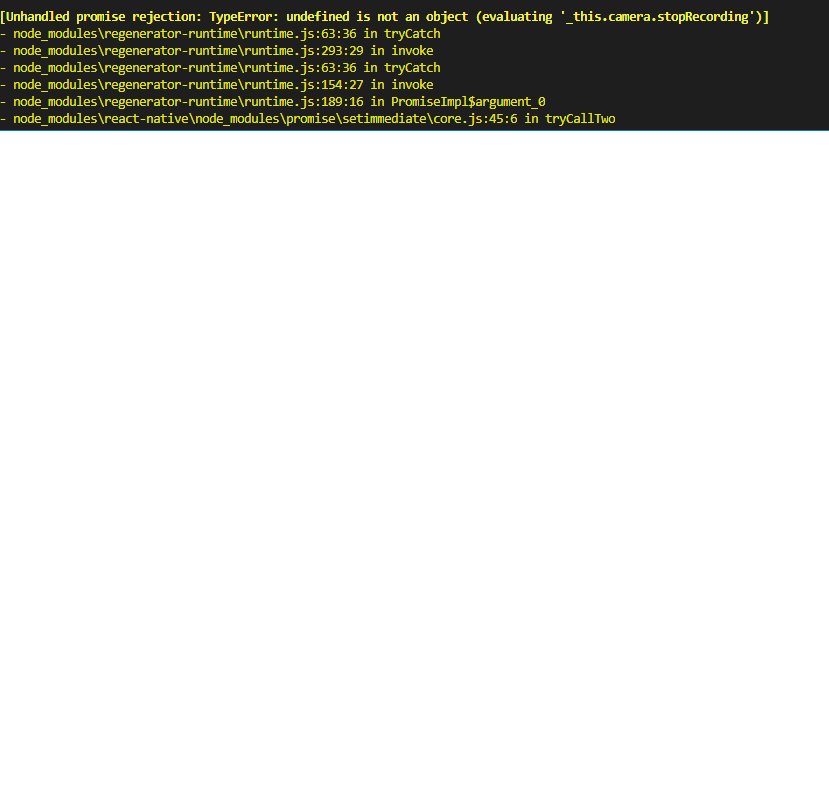 [Unhandled promise rejection: TypeError: undefined is not an object (evaluating '_this.camera.stopRecording')]
- node_modules\regenerator-runtime\runtime.js:63:36 in tryCatch
- node_modules\regenerator-runtime\runtime.js:293:29 in invoke
- node_modules\regenerator-runtime\runtime.js:63:36 in tryCatch
- node_modules\regenerator-runtime\runtime.js:154:27 in invoke
- node_modules\regenerator-runtime\runtime.js:189:16 in PromiseImpl$argument_0
- node_modules\react-native\node_modules\promise\setimmediate\core.js:45:6 in tryCallTwo